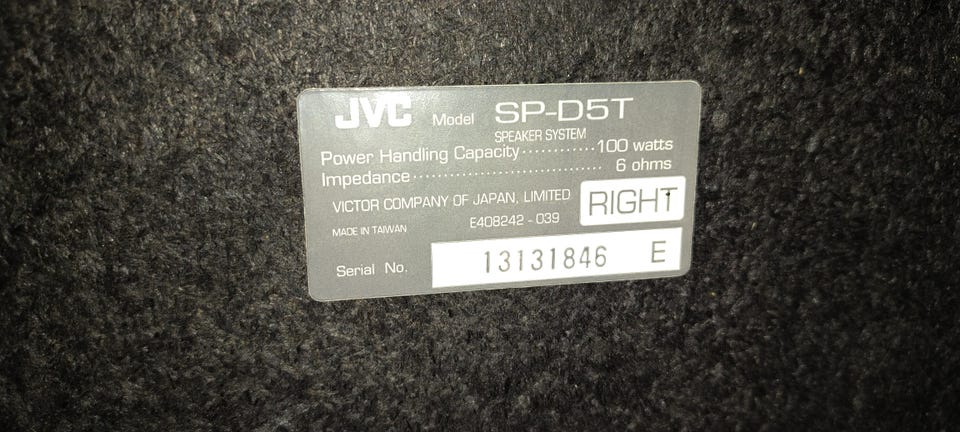 JVC Model SP-D5T
SPEAKER SYSTEM
Power Handling Capacity ············ 100 watts
Impedance ································ 6 ohms
VICTOR COMPANY OF JAPAN, LIMITED RIGHT
E408242-039
MADE IN TAIWAN
Serial No. 13131846 E